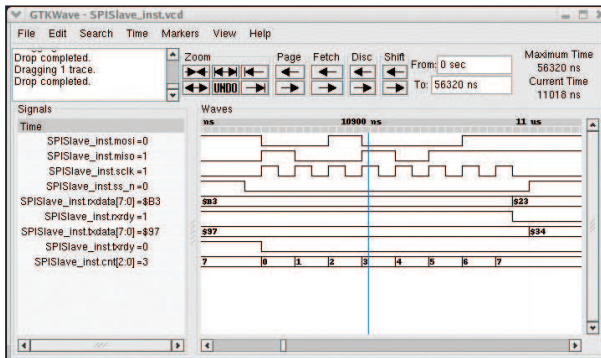 GTKWave - SPISlave_inst.vcd
File Edit Search Time Markers View Help
Drop completed.
Dragging 1 trace.
Drop completed.
Zoom Page Fetch Disc Shift
UNDO
From: 0 sec
To: 56320 ns
Maximum Time
56320 ns
Current Time
11018 ns
Signals
Waves
Time
ns 10900 ns 11 us
SPISlave_inst.mosi =0
SPISlave_inst.miso =1
SPISlave_inst.sclk =1
SPISlave_inst.ss_n =0
SPISlave_inst.rxdata[7:0] =$B3 $B3 $23
SPISlave_inst.rxrdy =1
SPISlave_inst.txdata[7:0] =$97 $97 $34
SPISlave_inst.txrdy =0
SPISlave_inst.cnt[2:0] =3 7 0 1 2 3 4 5 6 7